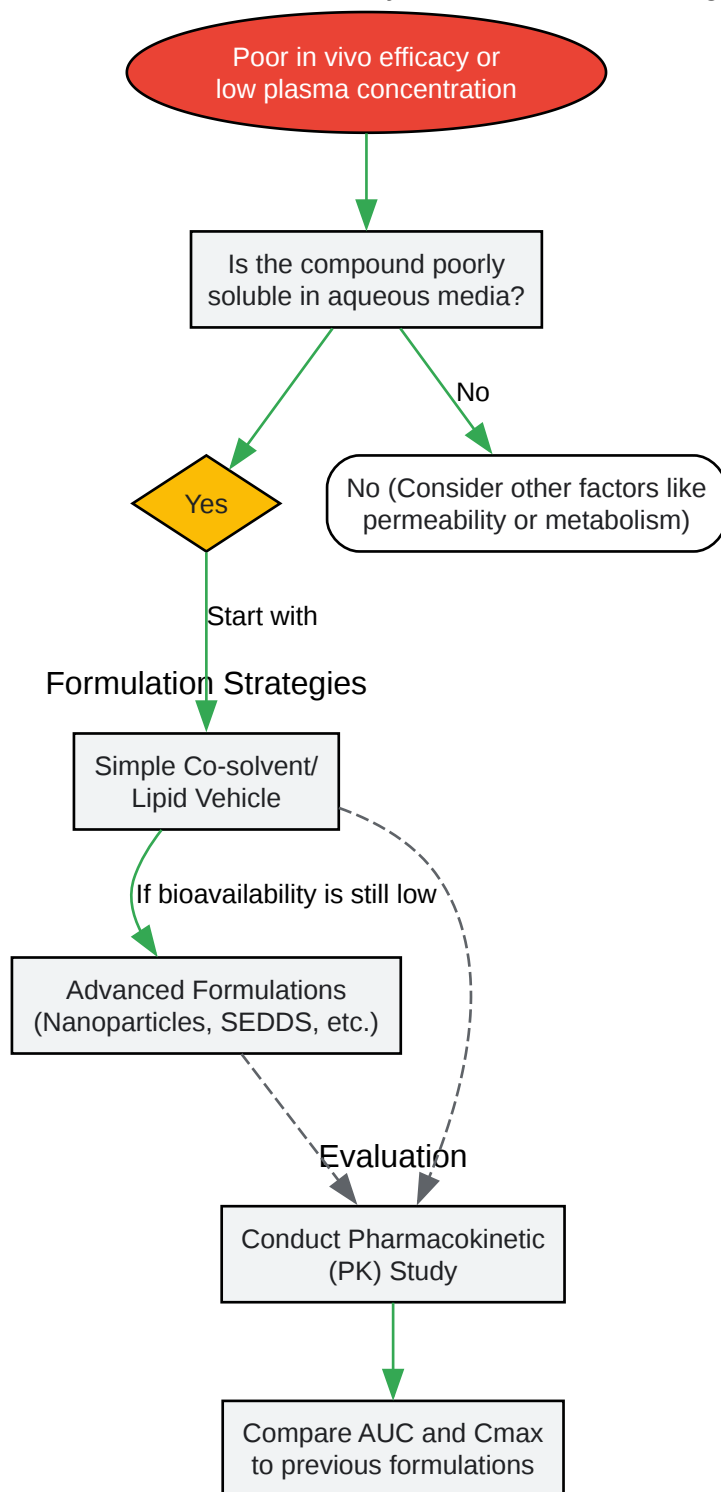 Poor in vivo efficacy or
low plasma concentration
Is the compound poorly
soluble in aqueous media?
No
Yes
No (Consider other factors like
permeability or metabolism)
Start with
Formulation Strategies
Simple Co-solvent/
Lipid Vehicle
If bioavailability is still low
Advanced Formulations
(Nanoparticles, SEDDS, etc.)
Evaluation
Conduct Pharmacokinetic
(PK) Study
Compare AUC and Cmax
to previous formulations